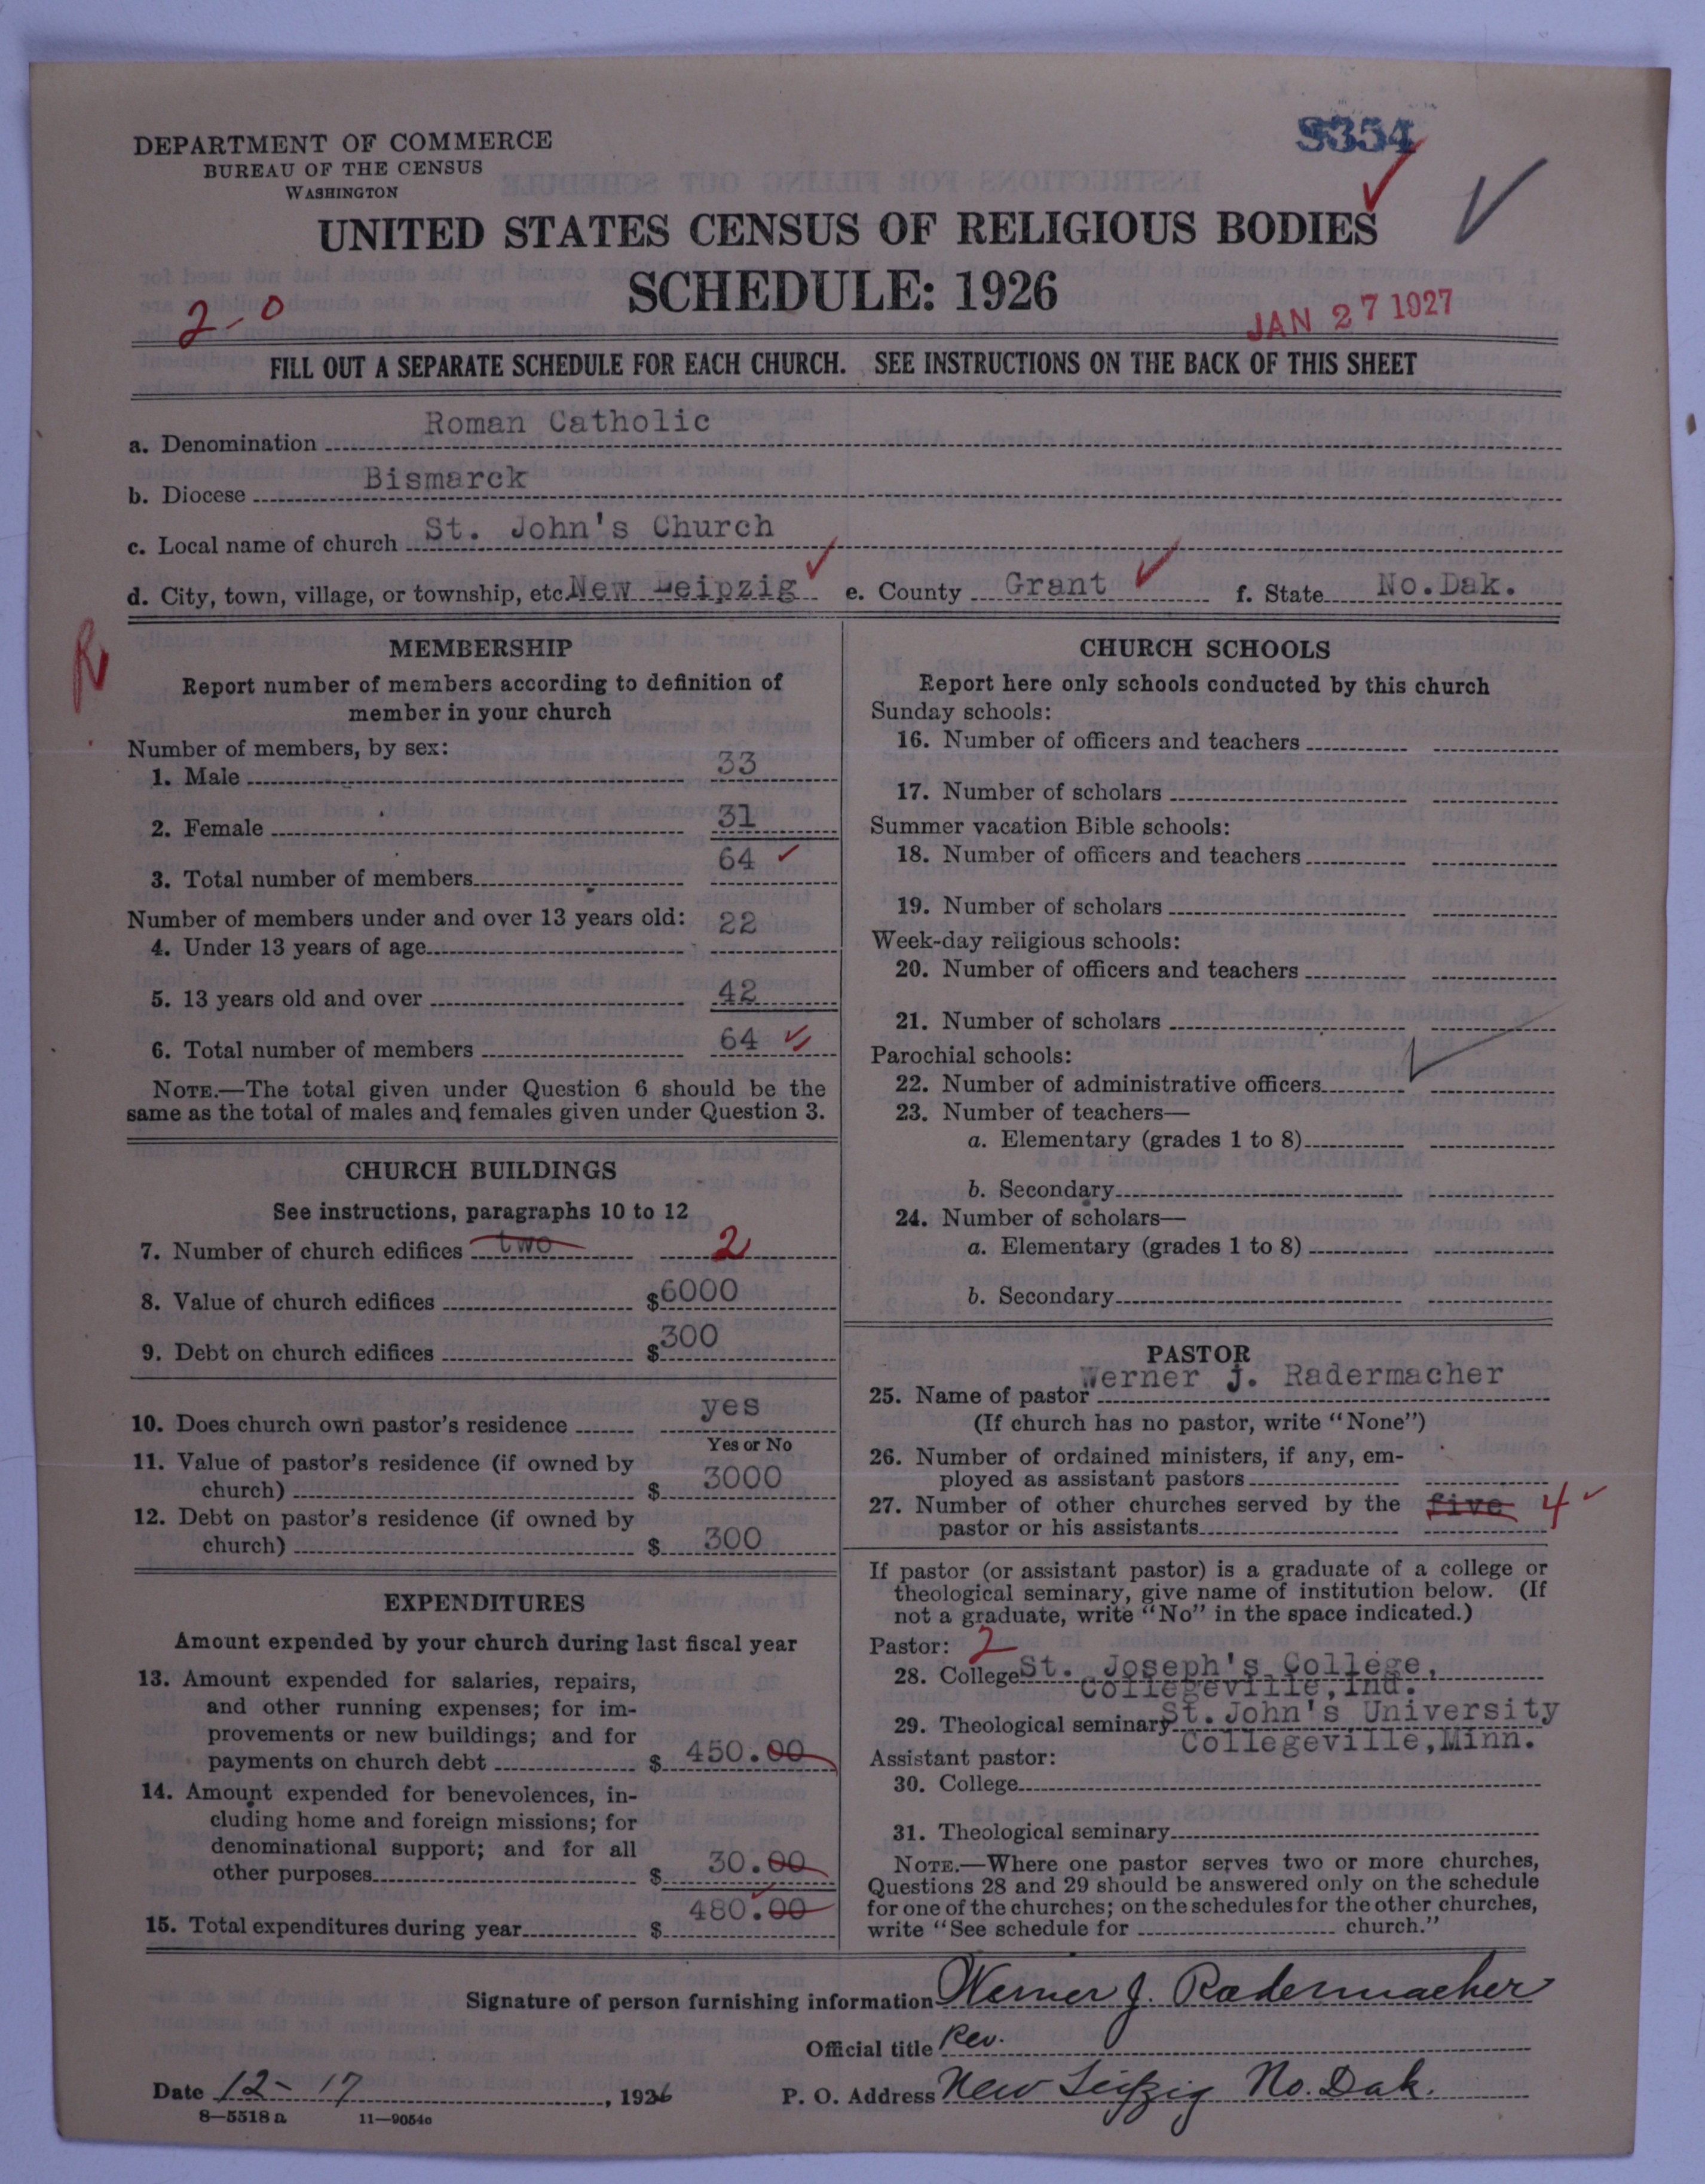 DEPARTMENT OF COMMERCE
BUREAU OF THE CENSUS
WASHINGTON
9354
UNITED STATES CENSUS OF RELIGIOUS BODIES
SCHEDULE: 1926
2-0
JAN 27 1927
FILL OUT A SEPARATE SCHEDULE FOR EACH CHURCH. SEE INSTRUCTIONS ON THE BACK OF THIS SHEET
a. Denomination Roman Catholic
b. Diocese Bismarck
c. Local name of church St. John's Church
d. City, town, village, or township, etc. New Leipzig e. County Grant f. State No.Dak.
R
MEMBERSHIP
Report number of members according to definition of
member in your church
Number of members, by sex:
1. Male 33
2. Female 31
3. Total number of members 64
Number of members under and over 13 years old:
4. Under 13 years of age 22
5. 13 years old and over 42
6. Total number of members 64
NOTE.—The total given under Question 6 should be the
same as the total of males and females given under Question 3.
CHURCH BUILDINGS
See instructions, paragraphs 10 to 12
7. Number of church edifices two 2
8. Value of church edifices $6000
9. Debt on church edifices $300
10. Does church own pastor's residence yes
Yes or No
11. Value of pastor's residence (if owned by
church) $ 3000
12. Debt on pastor's residence (if owned by
church) $ 300
EXPENDITURES
Amount expended by your church during last fiscal year
13. Amount expended for salaries, repairs,
and other running expenses; for im-
provements or new buildings; and for
payments on church debt $ 450.00
14. Amount expended for benevolences, in-
cluding home and foreign missions; for
denominational support; and for all
other purposes $ 30.00
15. Total expenditures during year $ 480.00
CHURCH SCHOOLS
Report here only schools conducted by this church
Sunday schools:
16. Number of officers and teachers
17. Number of scholars
Summer vacation Bible schools:
18. Number of officers and teachers
19. Number of scholars
Week-day religious schools:
20. Number of officers and teachers
21. Number of scholars
Parochial schools:
22. Number of administrative officers
23. Number of teachers—
a. Elementary (grades 1 to 8)
b. Secondary
24. Number of scholars—
a. Elementary (grades 1 to 8)
b. Secondary
PASTOR
25. Name of pastor Werner J. Radermacher
(If church has no pastor, write "None")
26. Number of ordained ministers, if any, em-
ployed as assistant pastors
27. Number of other churches served by the five 4
pastor or his assistants
If pastor (or assistant pastor) is a graduate of a college or
theological seminary, give name of institution below. (If
not a graduate, write "No" in the space indicated.)
Pastor: 2
28. College St. Joseph's College,
Collegeville,Ind.
29. Theological seminary St.John's University
Collegeville,Minn.
Assistant pastor:
30. College
31. Theological seminary
NOTE.—Where one pastor serves two or more churches,
Questions 28 and 29 should be answered only on the schedule
for one of the churches; on the schedules for the other churches,
write "See schedule for church."
Signature of person furnishing information Werner J. Radermacher
Official title Rev.
Date 12-17, 1926 P. O. Address New Leipzig No. Dak.
8-5518 a 11-9054c